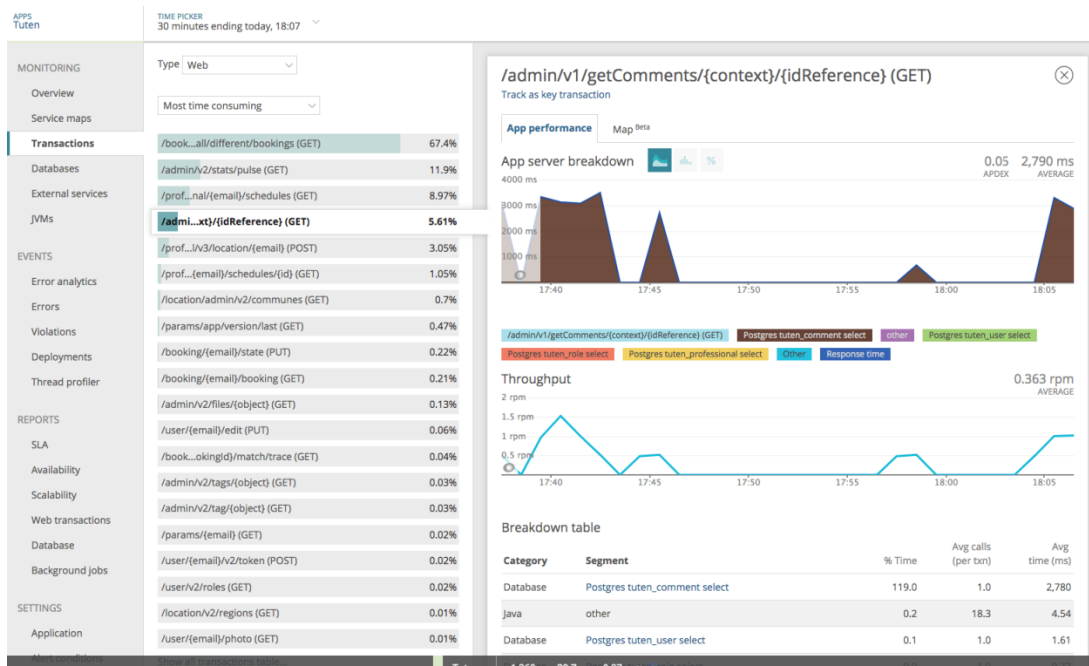 APPS
Tuten
TIME PICKER
30 minutes ending today, 18:07
MONITORING
Overview
Service maps
Transactions
Databases
External services
JVMs
EVENTS
Error analytics
Errors
Violations
Deployments
Thread profiler
REPORTS
SLA
Availability
Scalability
Web transactions
Database
Background jobs
SETTINGS
Application
Alert conditions
Type Web
Most time consuming
/book...all/different/bookings (GET) 67.4%
/admin/v2/stats/pulse (GET) 11.9%
/prof...nal/{email}/schedules (GET) 8.97%
/admi...xt}/{idReference} (GET) 5.61%
/prof...l/v3/location/{email} (POST) 3.05%
/prof...{email}/schedules/{id} (GET) 1.05%
/location/admin/v2/communes (GET) 0.7%
/params/app/version/last (GET) 0.47%
/booking/{email}/state (PUT) 0.22%
/booking/{email}/booking (GET) 0.21%
/admin/v2/files/{object} (GET) 0.13%
/user/{email}/edit (PUT) 0.06%
/book...okingId}/match/trace (GET) 0.04%
/admin/v2/tags/{object} (GET) 0.03%
/admin/v2/tag/{object} (GET) 0.03%
/params/{email} (GET) 0.02%
/user/{email}/v2/token (POST) 0.02%
/user/v2/roles (GET) 0.02%
/location/v2/regions (GET) 0.01%
/user/{email}/photo (GET) 0.01%
Show all transactions table...
/admin/v1/getComments/{context}/{idReference} (GET)
Track as key transaction
App performance Map Beta
App server breakdown % 0.05 2,790 ms
APDEX AVERAGE
4000 ms
3000 ms
2000 ms
1000 ms
17:40 17:45 17:50 17:55 18:00 18:05
/admin/v1/getComments/{context}/{idReference} (GET) Postgres tuten_comment select other Postgres tuten_user select
Postgres tuten_role select Postgres tuten_professional select Other Response time
Throughput 0.363 rpm
AVERAGE
2 rpm
1.5 rpm
1 rpm
0.5 rpm
17:40 17:45 17:50 17:55 18:00 18:05
Breakdown table
Category Segment % Time Avg calls (per txn) Avg time (ms)
Database Postgres tuten_comment select 119.0 1.0 2,780
Java other 0.2 18.3 4.54
Database Postgres tuten_user select 0.1 1.0 1.61